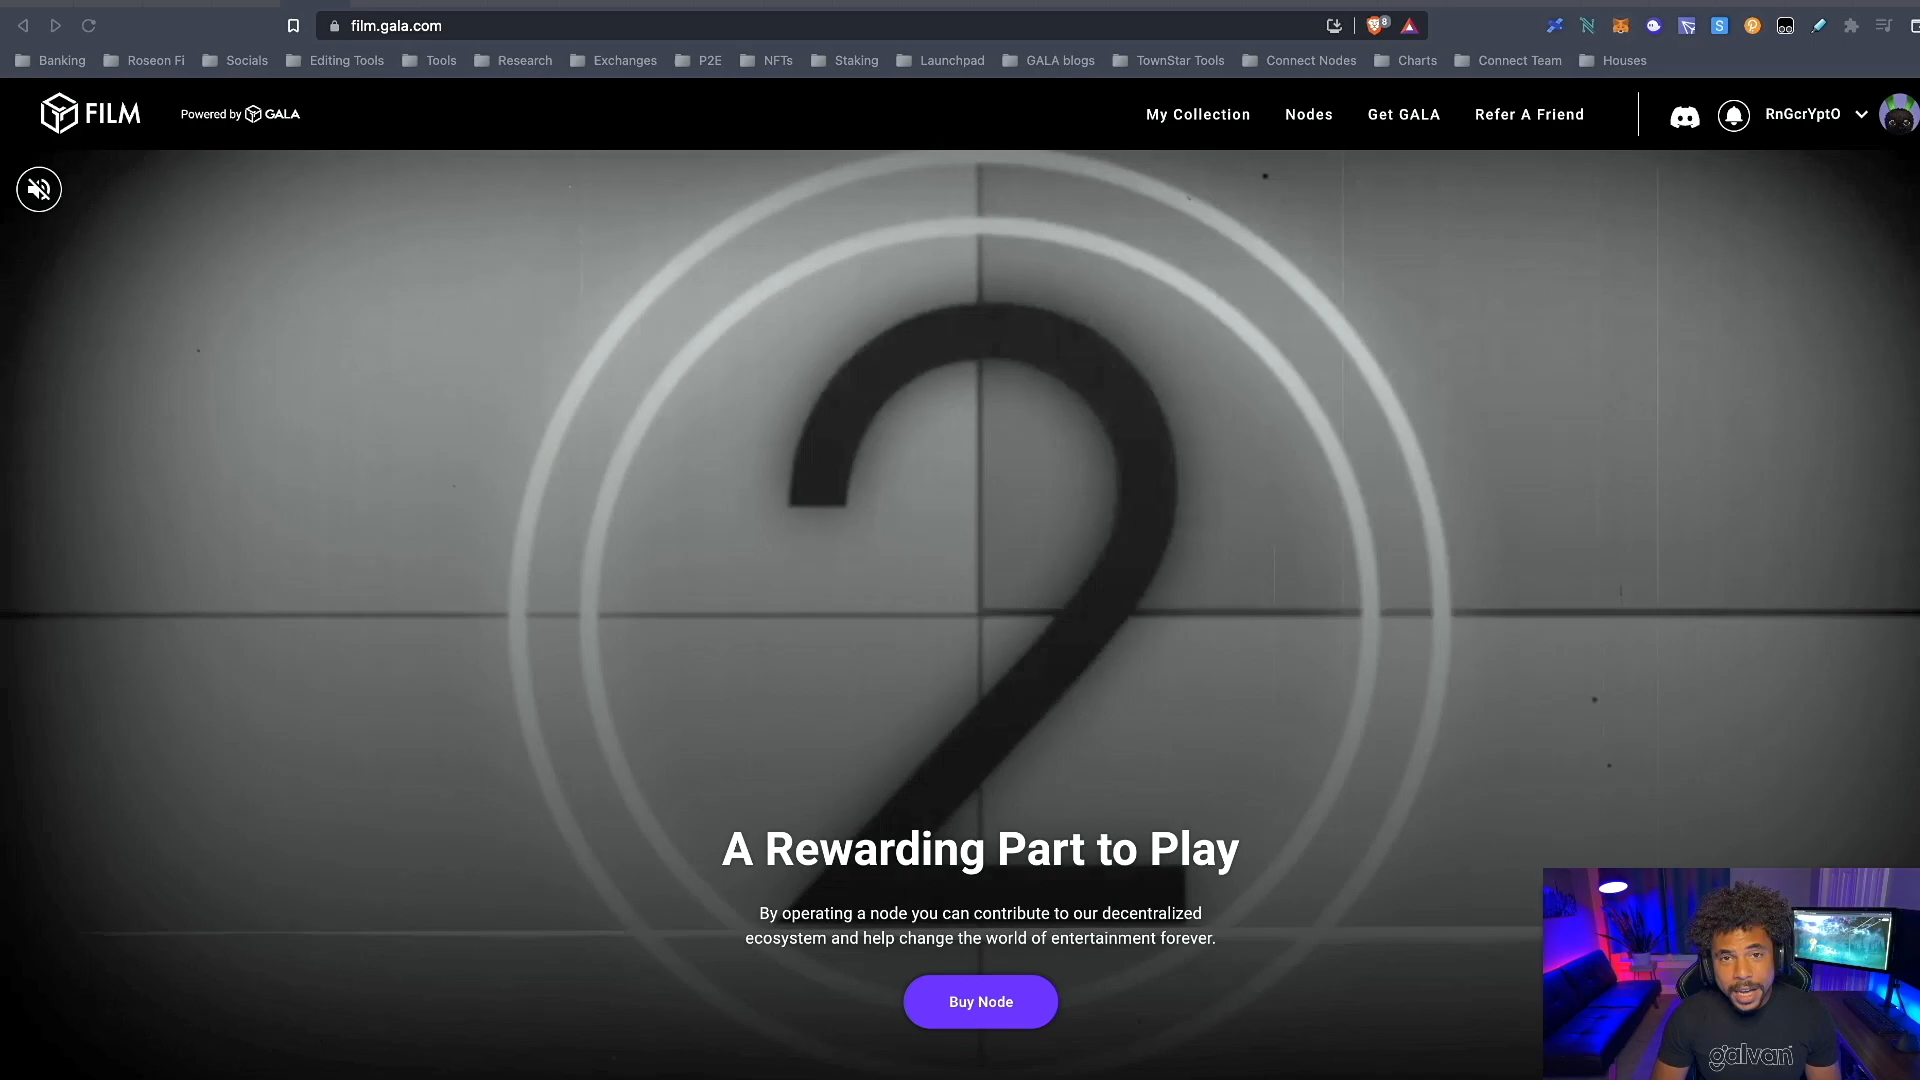 film.gala.com
8
Banking
Roseon Fi
Socials
Editing Tools
Tools
Research
Exchanges
P2E
NFTs
Staking
Launchpad
GALA blogs
TownStar Tools
Connect Nodes
Charts
Connect Team
Houses
FILM
Powered by GALA
My Collection
Nodes
Get GALA
Refer A Friend
RnGcrYptO
2
A Rewarding Part to Play
By operating a node you can contribute to our decentralized
ecosystem and help change the world of entertainment forever.
Buy Node
galvan